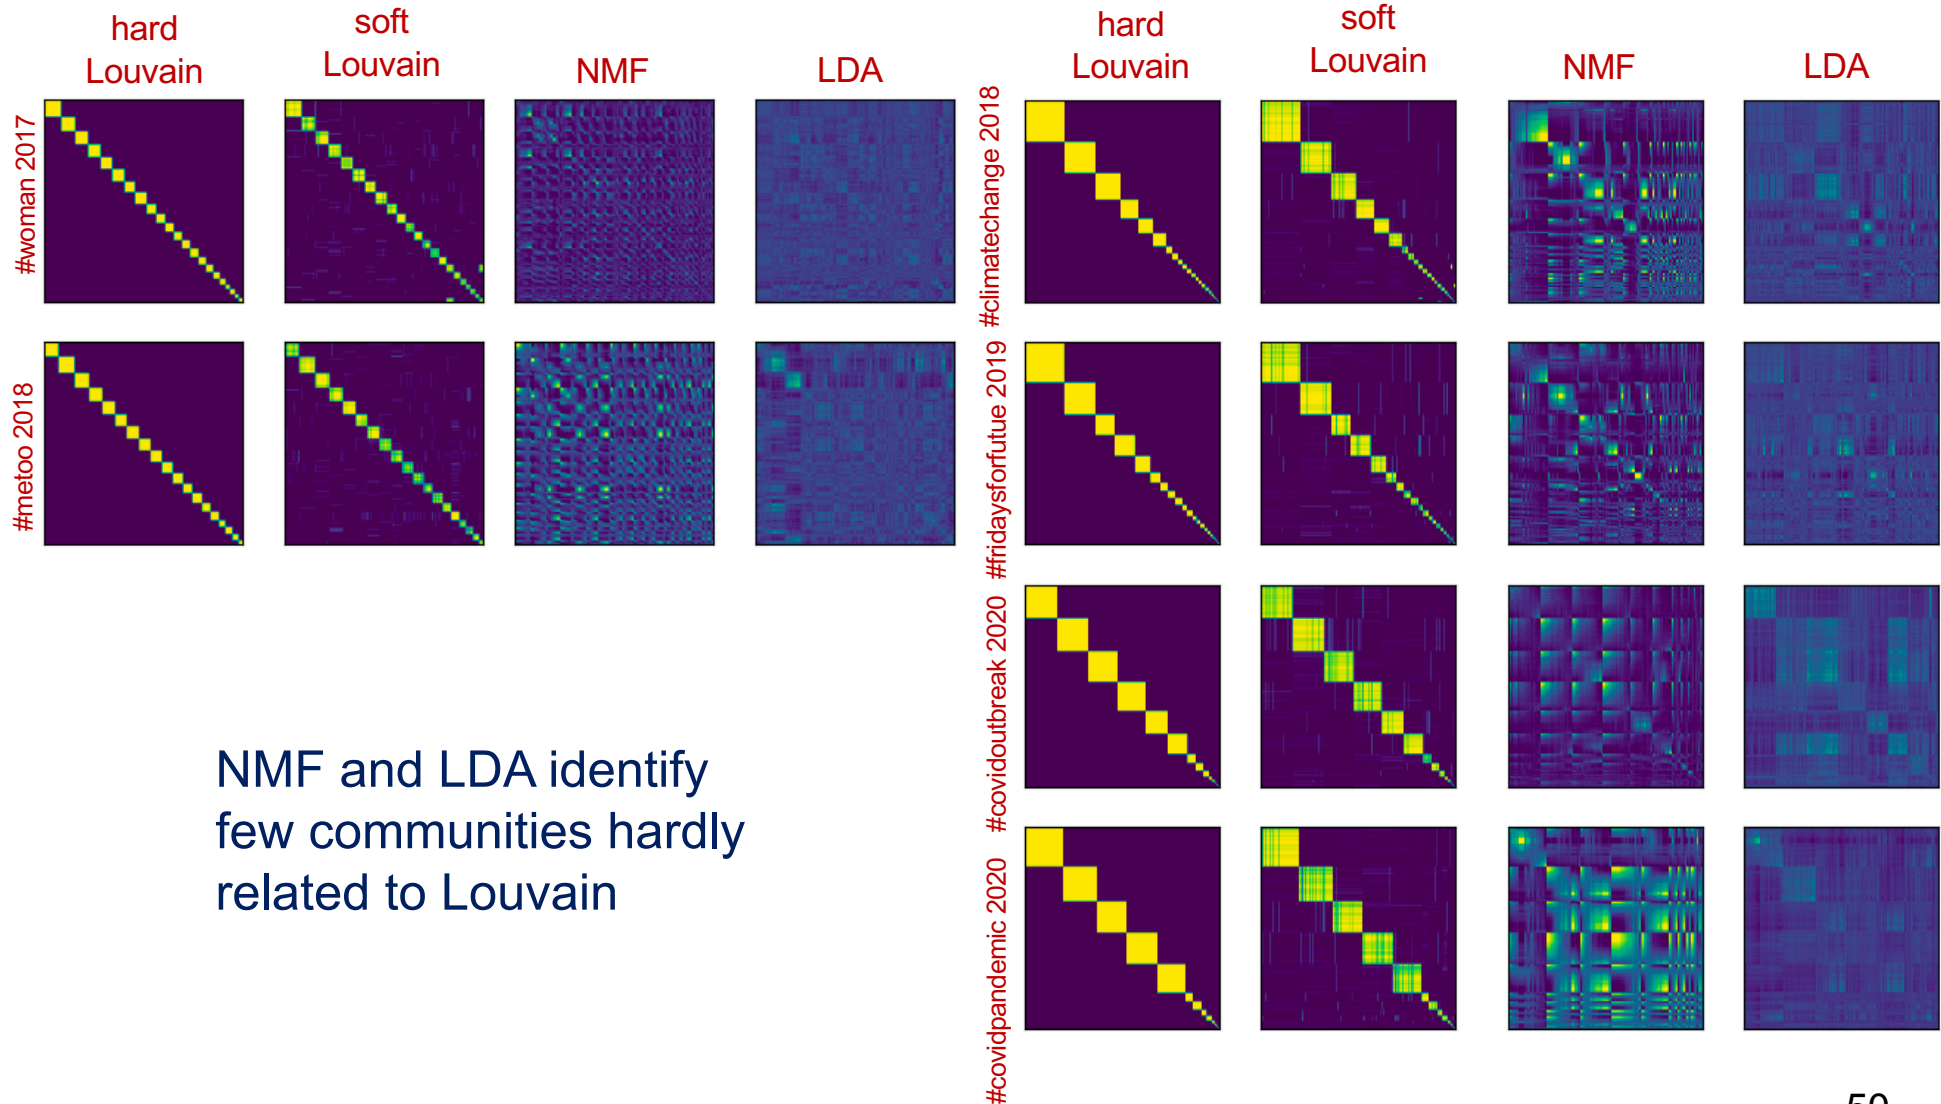 hard
Louvain
soft
Louvain
NMF
LDA
#woman 2017
#metoo 2018
NMF and LDA identify
few communities hardly
related to Louvain
hard
Louvain
soft
Louvain
NMF
LDA
#climatechange 2018
#fridaysforfutue 2019
#covidoutbreak 2020
#covidpandemic 2020